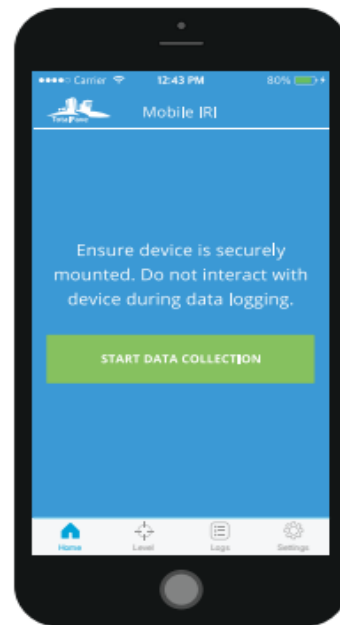 Carrier 12:43 PM 80%
TotalPave
Mobile IRI
Ensure device is securely
mounted. Do not interact with
device during data logging.
START DATA COLLECTION
Home Level Logs Settings